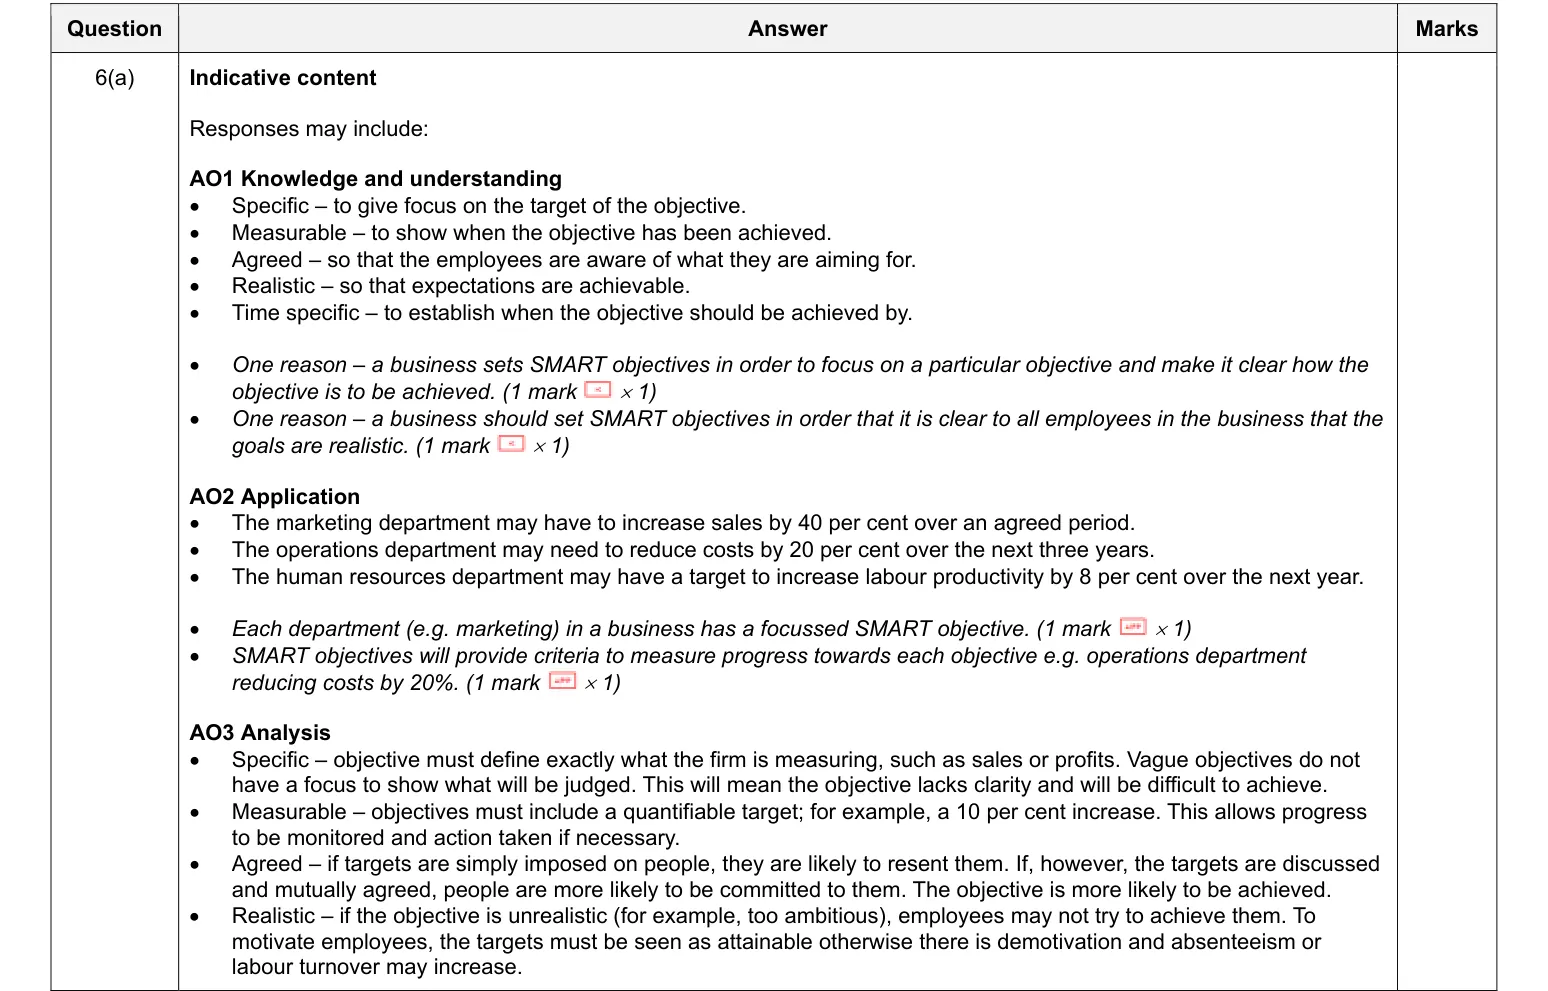 Question Answer Marks
6(a) Indicative content
Responses may include:
AO1 Knowledge and understanding
• Specific – to give focus on the target of the objective.
• Measurable – to show when the objective has been achieved.
• Agreed – so that the employees are aware of what they are aiming for.
• Realistic – so that expectations are achievable.
• Time specific – to establish when the objective should be achieved by.
• One reason – a business sets SMART objectives in order to focus on a particular objective and make it clear how the
objective is to be achieved. (1 mark × 1)
• One reason – a business should set SMART objectives in order that it is clear to all employees in the business that the
goals are realistic. (1 mark × 1)
AO2 Application
• The marketing department may have to increase sales by 40 per cent over an agreed period.
• The operations department may need to reduce costs by 20 per cent over the next three years.
• The human resources department may have a target to increase labour productivity by 8 per cent over the next year.
• Each department (e.g. marketing) in a business has a focussed SMART objective. (1 mark APP × 1)
• SMART objectives will provide criteria to measure progress towards each objective e.g. operations department
reducing costs by 20%. (1 mark APP × 1)
AO3 Analysis
• Specific – objective must define exactly what the firm is measuring, such as sales or profits. Vague objectives do not
have a focus to show what will be judged. This will mean the objective lacks clarity and will be difficult to achieve.
• Measurable – objectives must include a quantifiable target; for example, a 10 per cent increase. This allows progress
to be monitored and action taken if necessary.
• Agreed – if targets are simply imposed on people, they are likely to resent them. If, however, the targets are discussed
and mutually agreed, people are more likely to be committed to them. The objective is more likely to be achieved.
• Realistic – if the objective is unrealistic (for example, too ambitious), employees may not try to achieve them. To
motivate employees, the targets must be seen as attainable otherwise there is demotivation and absenteeism or
labour turnover may increase.